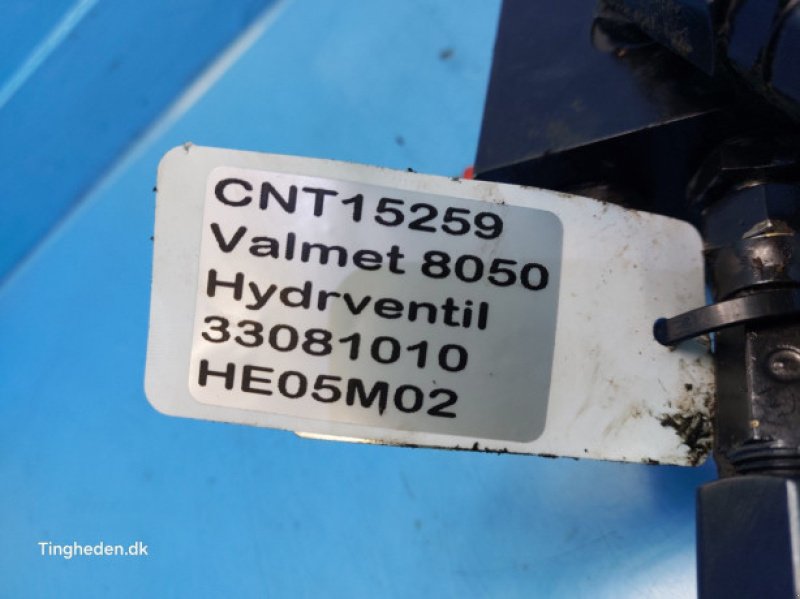 CNT15259
Valmet 8050
Hydrventil
33081010
HE05M02
Tingheden.dk